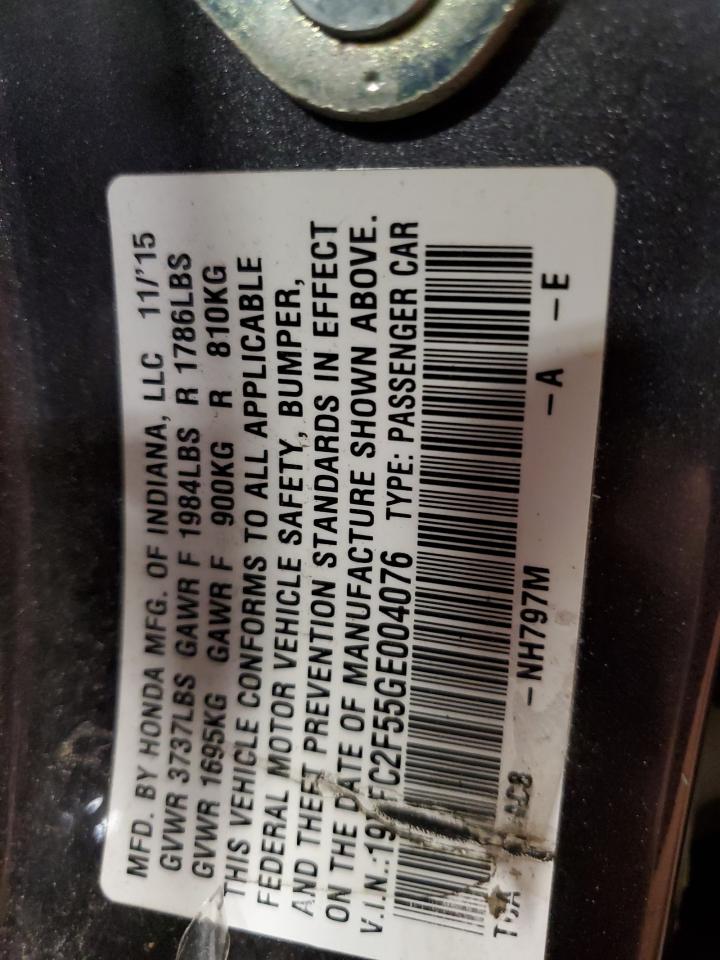 MFD. BY HONDA MFG. OF INDIANA, LLC 11/'15
GVWR 3737LBS GAWR F 1984LBS R 1786LBS
GVWR 1695KG GAWR F 900KG R 810KG
THIS VEHICLE CONFORMS TO ALL APPLICABLE
FEDERAL MOTOR VEHICLE SAFETY, BUMPER,
AND THEFT PREVENTION STANDARDS IN EFFECT
ON THE DATE OF MANUFACTURE SHOWN ABOVE.
V.I.N.: TYPE: PASSENGER CAR
-NH797M -A -E